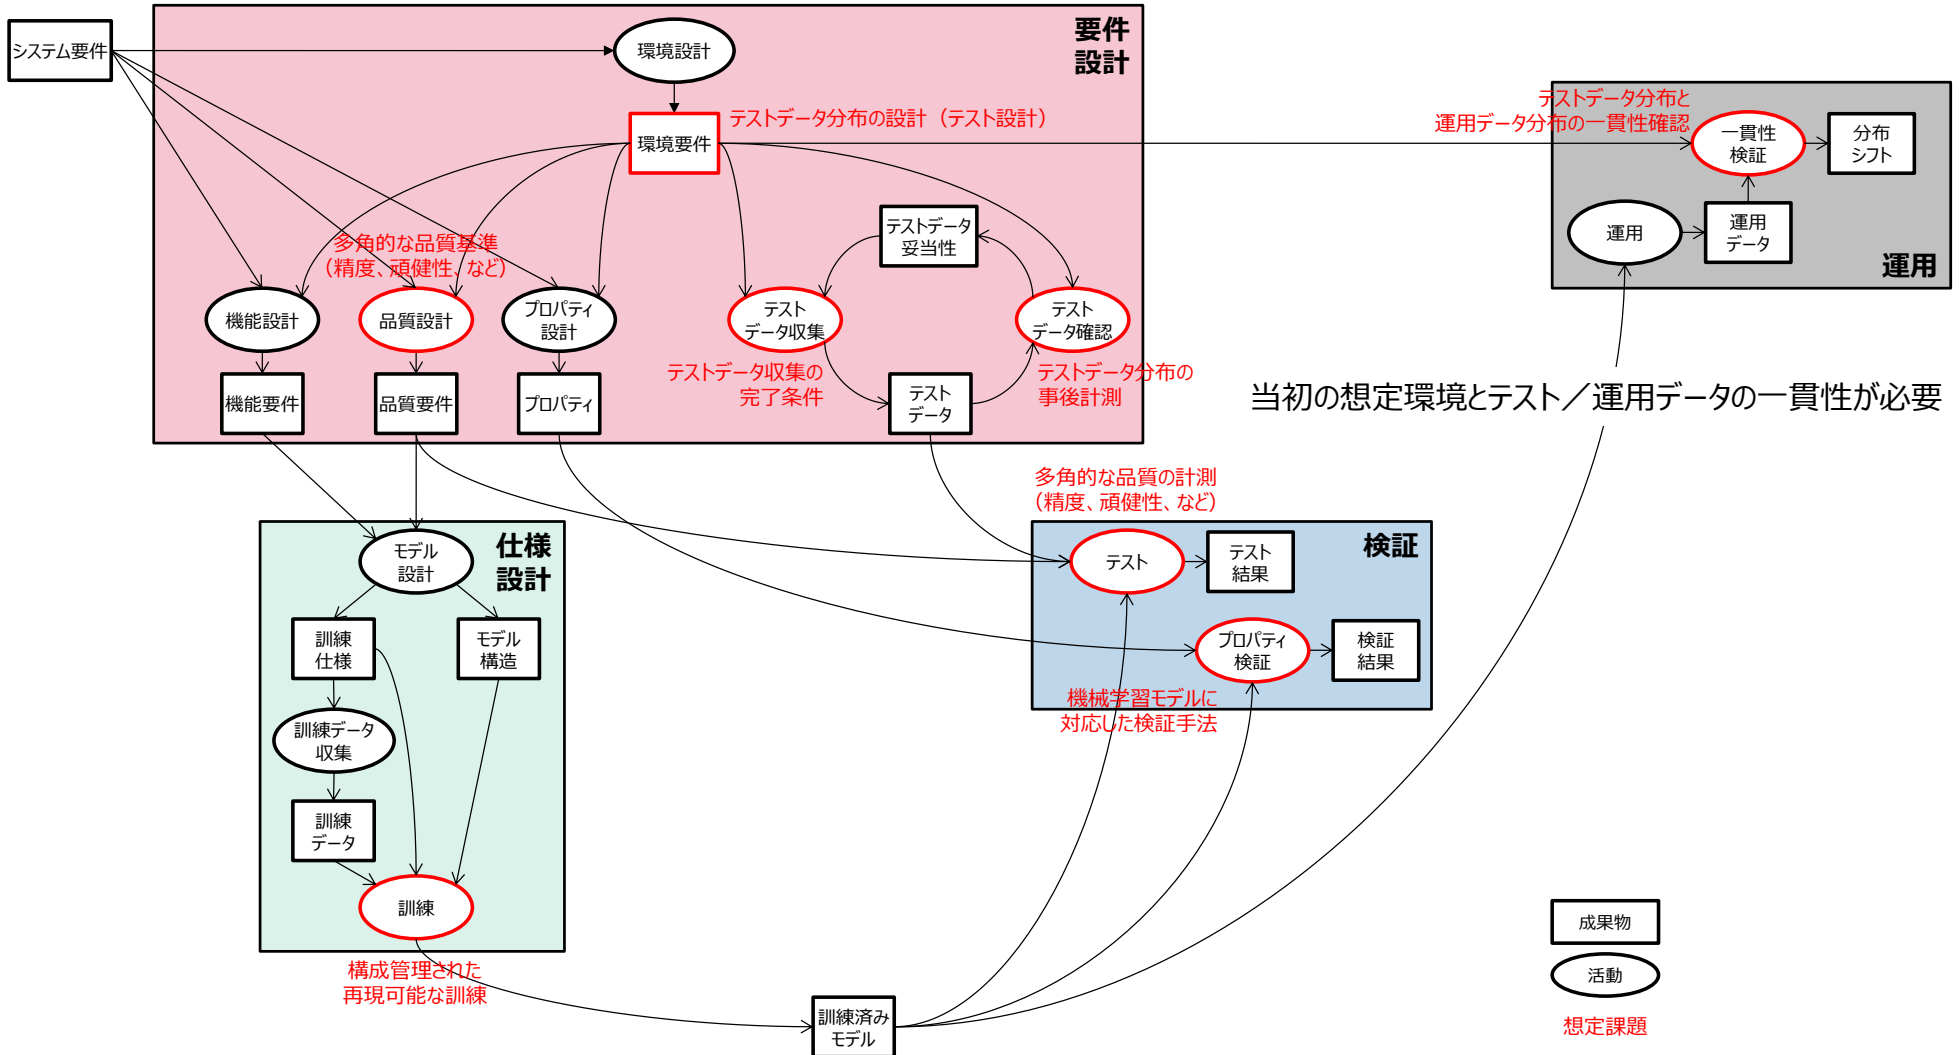 システム要件
環境設計
要件
設計
テストデータ分布の設計（テスト設計）
環境要件
テストデータ分布と
運用データ分布の一貫性確認
一貫性
検証
分布
シフト
運用
運用
データ
運用
テストデータ
妥当性
多角的な品質基準
（精度、頑健性、など）
機能設計
品質設計
プロパティ
設計
テスト
データ収集
テスト
データ確認
テストデータ収集の
完了条件
テストデータ分布の
事後計測
機能要件
品質要件
プロパティ
テスト
データ
当初の想定環境とテスト／運用データの一貫性が必要
多角的な品質の計測
（精度、頑健性、など）
仕様
設計
モデル
設計
訓練
仕様
モデル
構造
訓練データ
収集
訓練
データ
訓練
構成管理された
再現可能な訓練
検証
テスト
テスト
結果
プロパティ
検証
検証
結果
機械学習モデルに
対応した検証手法
訓練済み
モデル
成果物
活動
想定課題